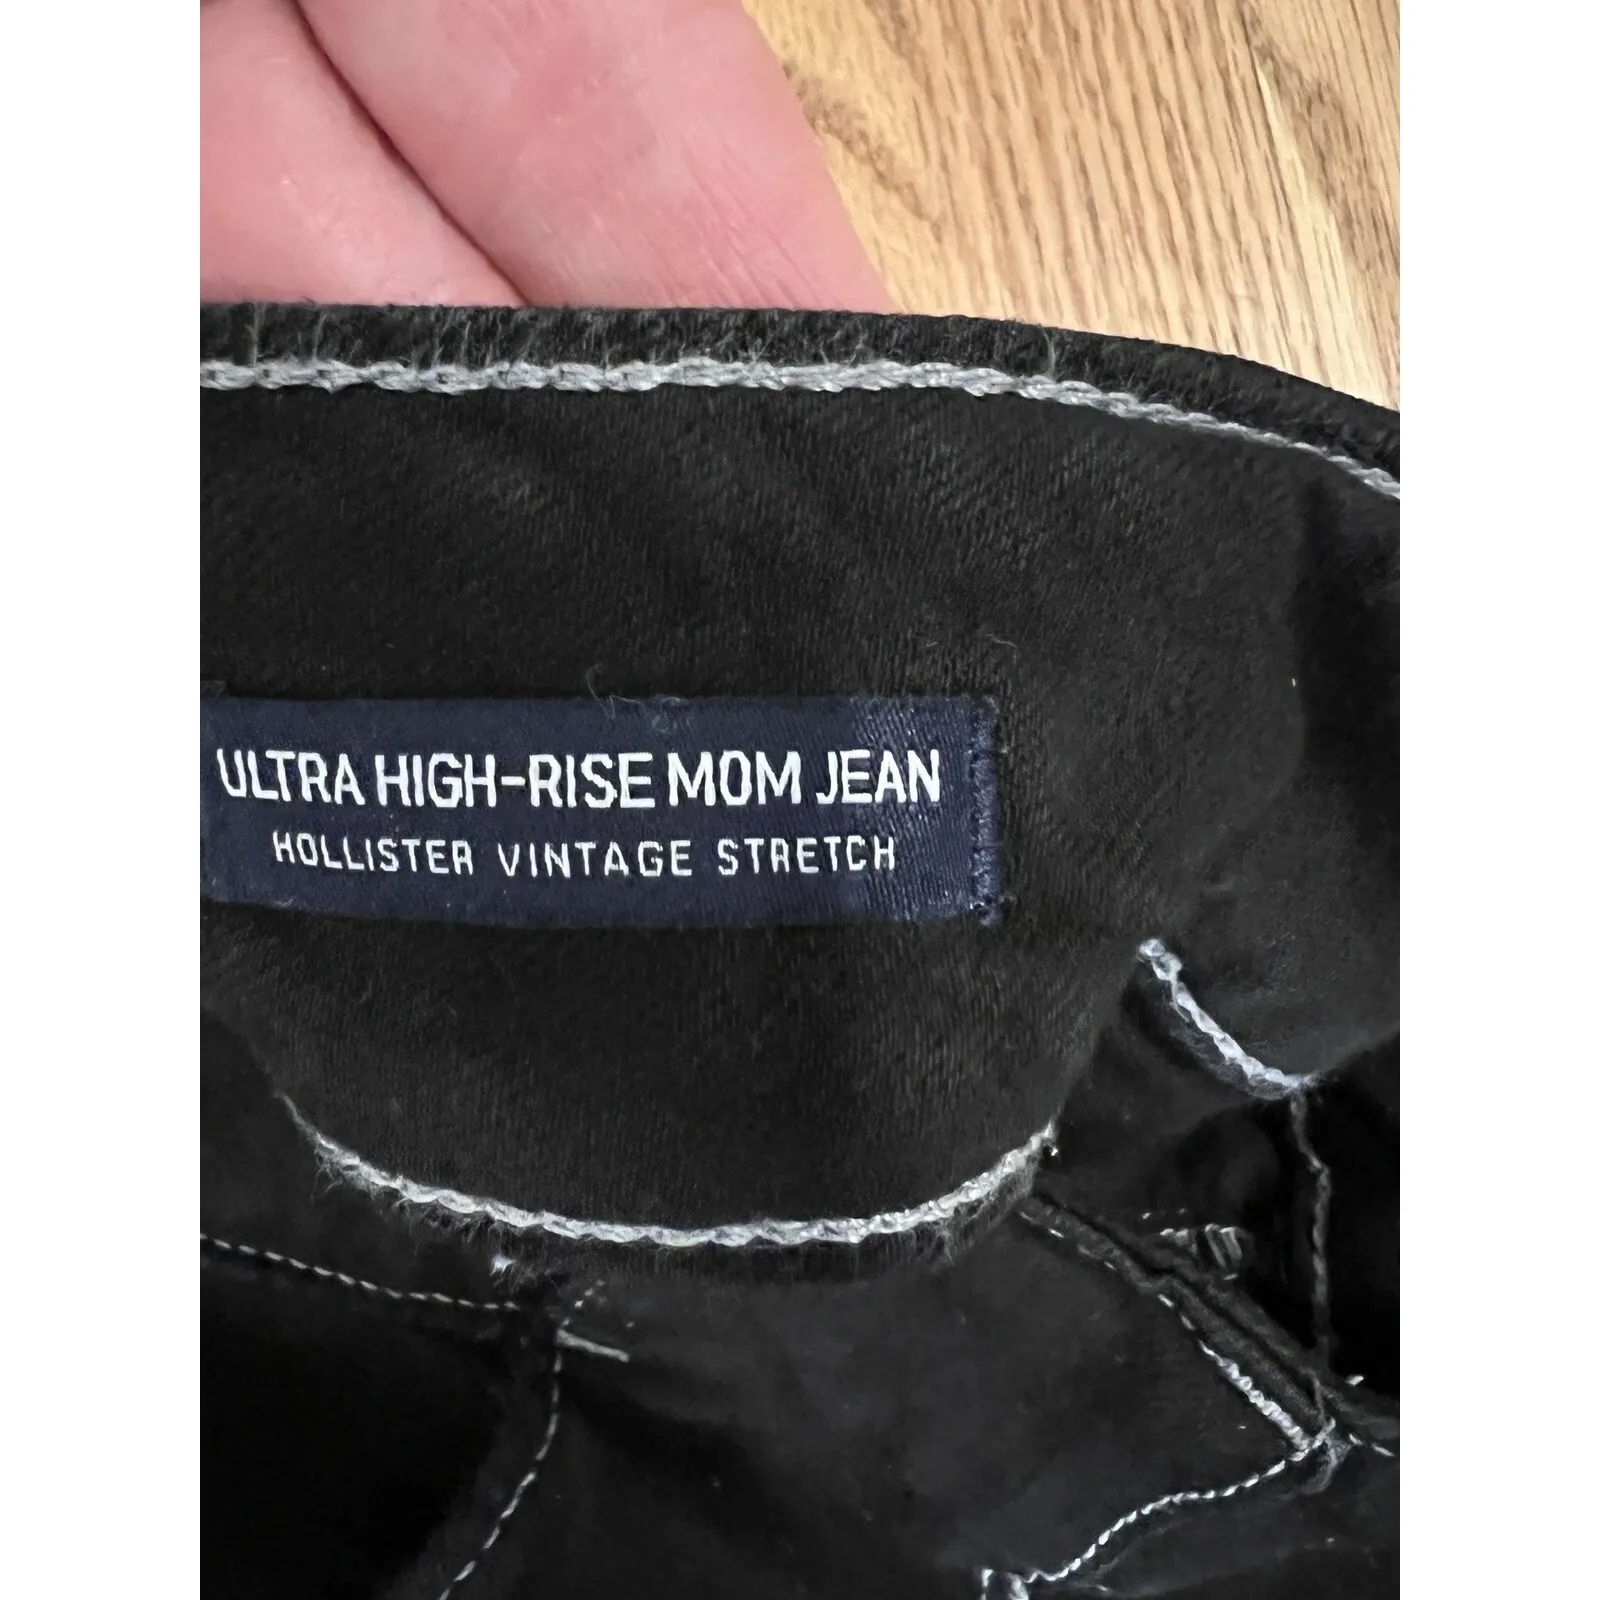 ULTRA HIGH-RISE MOM JEAN
HOLLISTER VINTAGE STRETCH